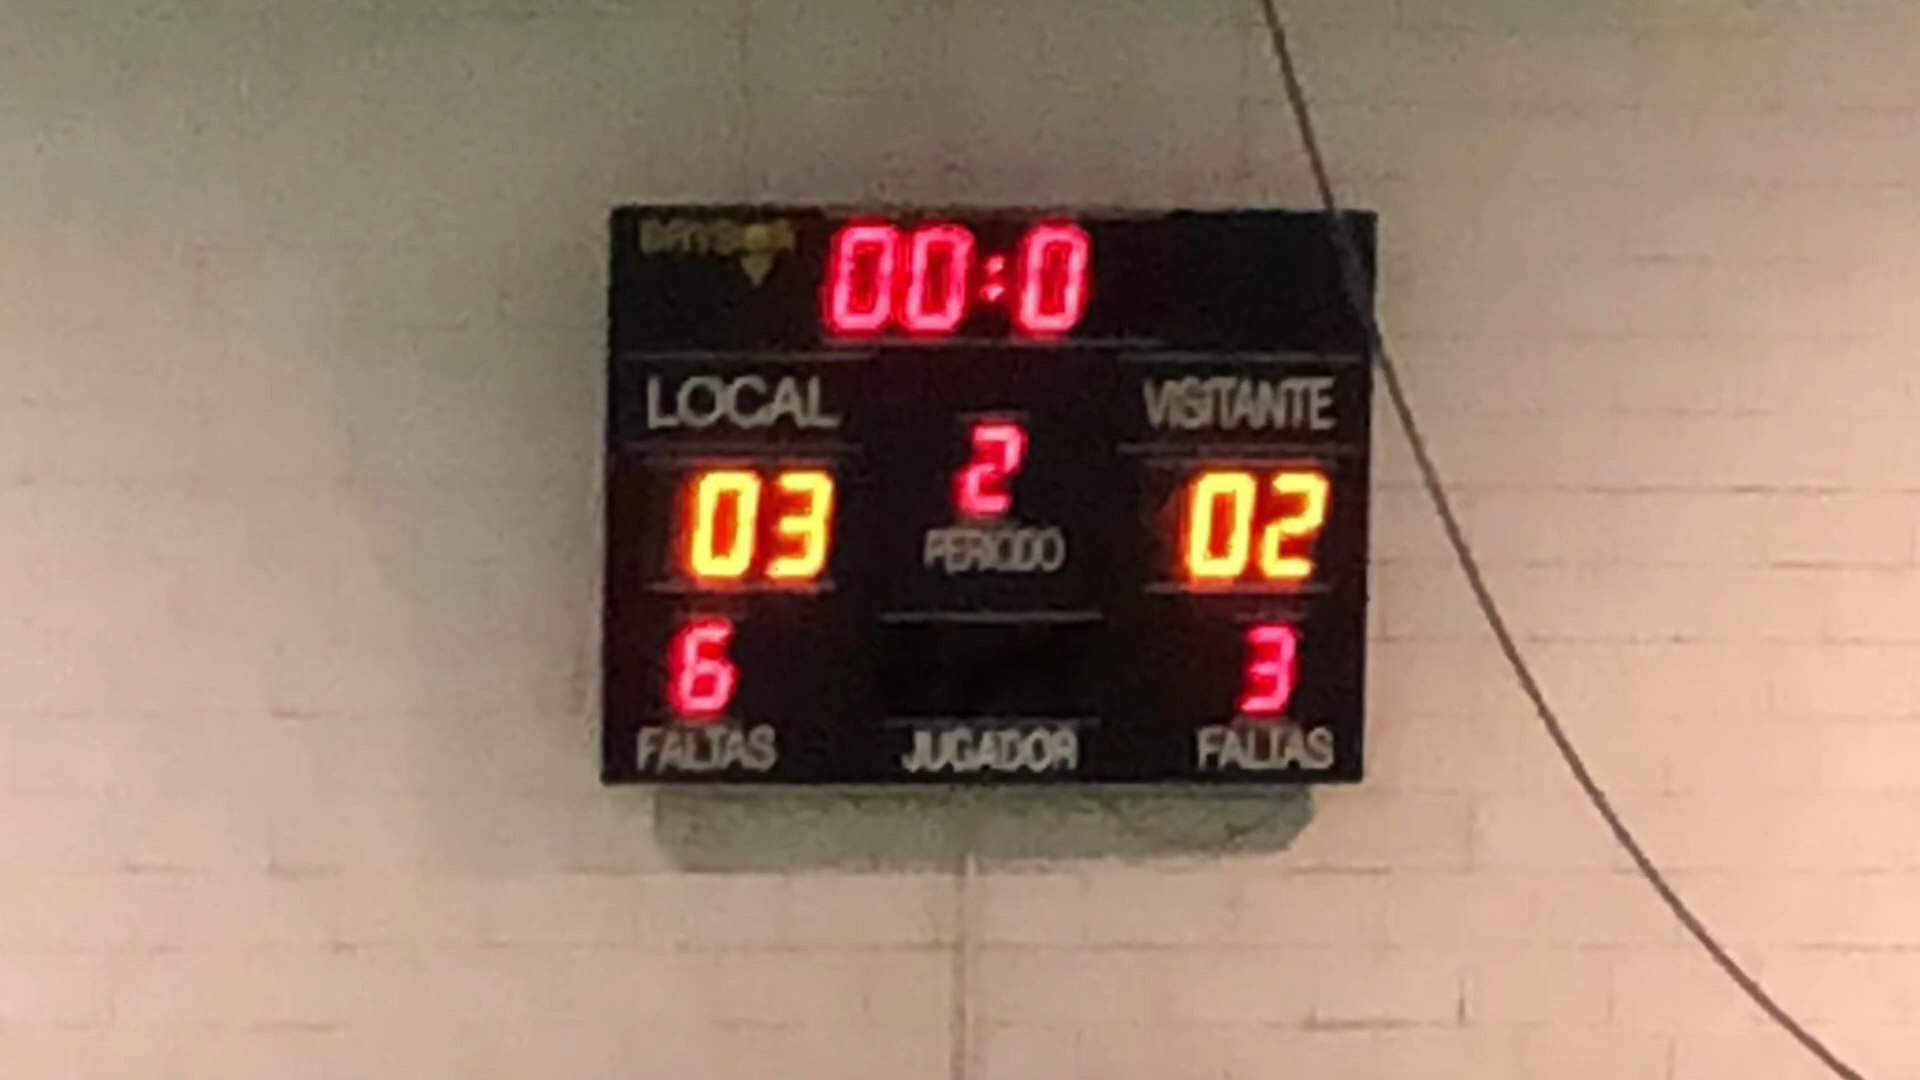 00:0
LOCAL
VISITANTE
2
03
02
PERIODO
6
3
FALTAS
JUGADOR
FALTAS